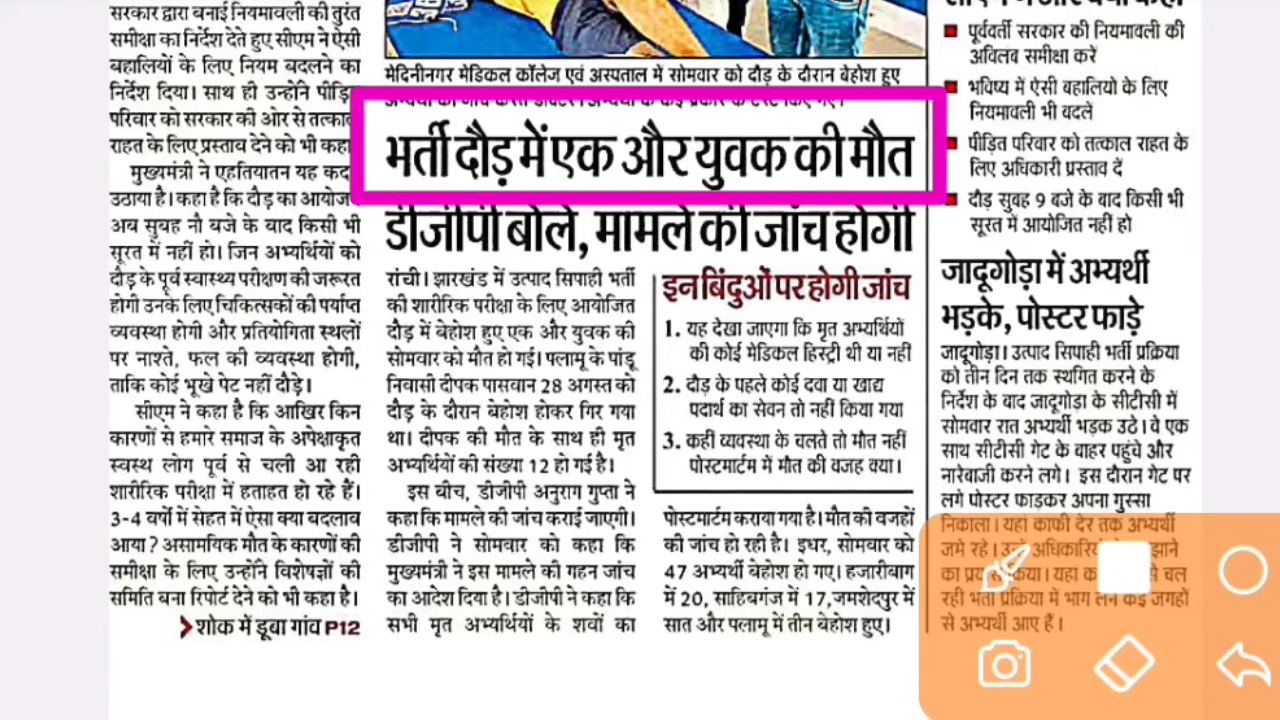 सरकार द्वारा बनाई नियमावली की तुरंत
समीक्षा का निर्देश देते हुए सीएम ने ऐसी
बहालियों के लिए नियम बदलने का
निर्देश दिया। साथ ही उन्होंने
परिवार को सरकार की ओर से
राहत के लिए प्रस्ताव देने को भी
मुख्यमंत्री ने एहतियातन यह
उठाया है। कहा है कि दौड़ का
अब सुबह नौ बजे के बाद किसी भी
सूरत में नहीं हो। जिन अभ्यर्थियों को
दौड़ के पूर्व स्वास्थ्य परीक्षण की जरूरत
होगी उनके लिए चिकित्सकों की पर्याप्त
व्यवस्था होगी और प्रतियोगिता स्थलों
पर नाश्ते, फल की व्यवस्था होगी,
ताकि कोई भूखे पेट नहीं दौड़े।
सीएम ने कहा है कि आखिर किन
कारणों से हमारे समाज के अपेक्षाकृत
स्वस्थ लोग पूर्व से चली आ रही
शारीरिक परीक्षा में हताहत हो रहे हैं।
3-4 वर्षों में सेहत में ऐसा क्या बदलाव
आया? असामयिक मौत के कारणों की
समीक्षा के लिए उन्होंने विशेषज्ञों की
समिति बना रिपोर्ट देने को भी कहा है।
शोक में डूबा गांव P12
मेदिनीनगर मेडिकल कॉलेज एवं अस्पताल में सोमवार को दौड़ के दौरान बेहोश हुए
भर्ती दौड़ में एक और युवक की मौत
डीजीपी बोले, मामले की जांच होगी
रांची। झारखंड में उत्पाद सिपाही भर्ती
की शारीरिक परीक्षा के लिए आयोजित
दौड़ में बेहोश हुए एक और युवक की
सोमवार को मौत हो गई। पलामू के पांडू
निवासी दीपक पासवान 28 अगस्त को
दौड़ के दौरान बेहोश होकर गिर गया
था। दीपक की मौत के साथ ही मृत
अभ्यर्थियों की संख्या 12 हो गई है।
इस बीच, डीजीपी अनुराग गुप्ता ने
कहा कि मामले की जांच कराई जाएगी।
डीजीपी ने सोमवार को कहा कि
मुख्यमंत्री ने इस मामले की गहन जांच
का आदेश दिया है। डीजीपी ने कहा कि
सभी मृत अभ्यर्थियों के शवों का
इन बिंदुओं पर होगी जांच
1. यह देखा जाएगा कि मृत अभ्यर्थियों
की कोई मेडिकल हिस्ट्री थी या नहीं
2. दौड़ के पहले कोई दवा या खाद्य
पदार्थ का सेवन तो नहीं किया गया
3. कहीं व्यवस्था के चलते तो मौत नहीं
पोस्टमार्टम में मौत की वजह क्या।
पोस्टमार्टम कराया गया है। मौत की वजहों
की जांच हो रही है। इधर, सोमवार को
47 अभ्यर्थी बेहोश हो गए। हजारीबाग
में 20, साहिबगंज में 17, जमशेदपुर में
सात और पलामू में तीन बेहोश हुए।
पूर्ववर्ती सरकार की नियमावली की
अविलंब समीक्षा करें
भविष्य में ऐसी बहालियो के लिए
नियमावली भी बदलें
पीड़ित परिवार को तत्काल राहत के
लिए अधिकारी प्रस्ताव दें
दौड़ सुबह 9 बजे के बाद किसी भी
सूरत में आयोजित नहीं हो
जादूगोड़ा में अभ्यर्थी
भड़के, पोस्टर फाड़े
जादूगोड़ा। उत्पाद सिपाही भर्ती प्रक्रिया
को तीन दिन तक स्थगित करने के
निर्देश के बाद जादूगोड़ा के सीटीसी में
सोमवार रात अभ्यर्थी भड़क उठे। वे एक
साथ सीटीसी गेट के बाहर पहुंचे और
नारेबाजी करने लगे। इस दौरान गेट पर
लगे पोस्टर फाड़कर अपना गुस्सा
निकाला। यहां काफी देर तक अभ्यर्थी
जमे रहे।
रही भर्ती प्रक्रिया में भाग लेने कई जगहों
से अभ्यर्थी आए हैं।